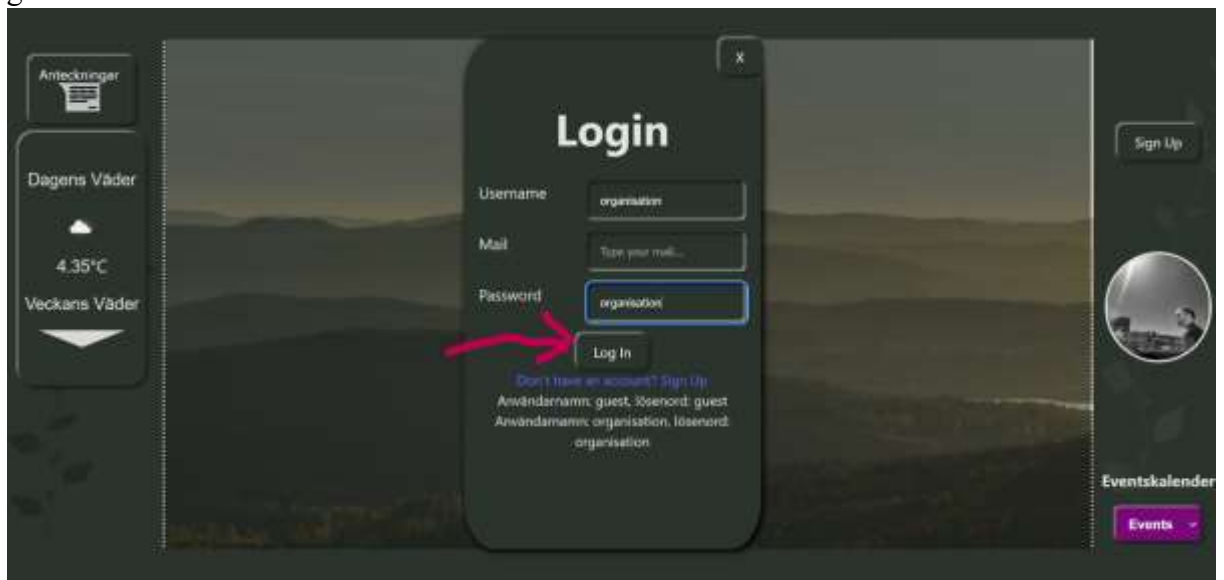 Anteckningar
Dagens Väder
4.35°C
Veckans Väder
X
Login
Username
organisation
Mail
Type your mail...
Password
organisation
Log In
Don't have an account? Sign Up
Användarnamn: guest, lösenord: guest
Användarnamn: organisation, lösenord:
organisation
Sign Up
Eventskalender
Events